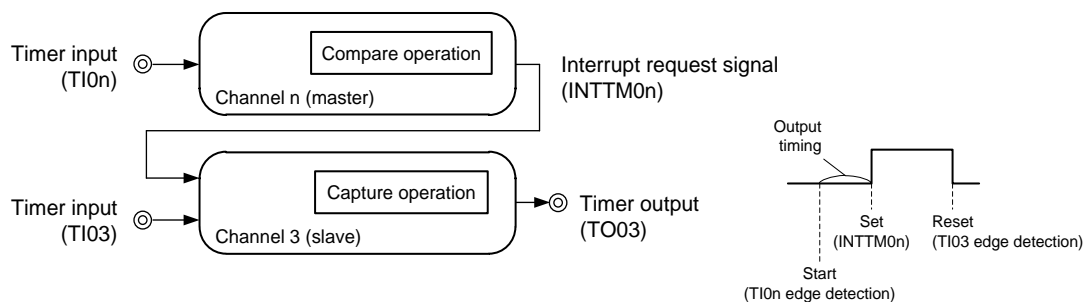 Timer input
(TI0n)
Compare operation
Channel n (master)
Interrupt request signal
(INTTM0n)
Timer input
(TI03)
Capture operation
Channel 3 (slave)
Timer output
(TO03)
Output
timing
Set
(INTTM0n)
Reset
(TI03 edge detection)
Start
(TI0n edge detection)